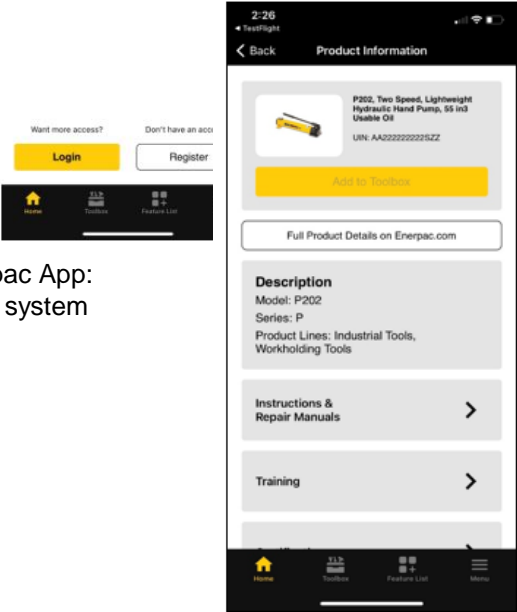 Want more access?
Don't have an acc
Login
Register
Home
Toolbox
Feature List
pac App:
system
2:26
TestFlight
Back
Product Information
P202, Two Speed, Lightweight
Hydraulic Hand Pump, 55 in3
Usable Oil
UIN: AA222222222SZZ
Add to Toolbox
Full Product Details on Enerpac.com
Description
Model: P202
Series: P
Product Lines: Industrial Tools,
Workholding Tools
Instructions &
Repair Manuals
Training
Home
Toolbox
Feature List
Menu